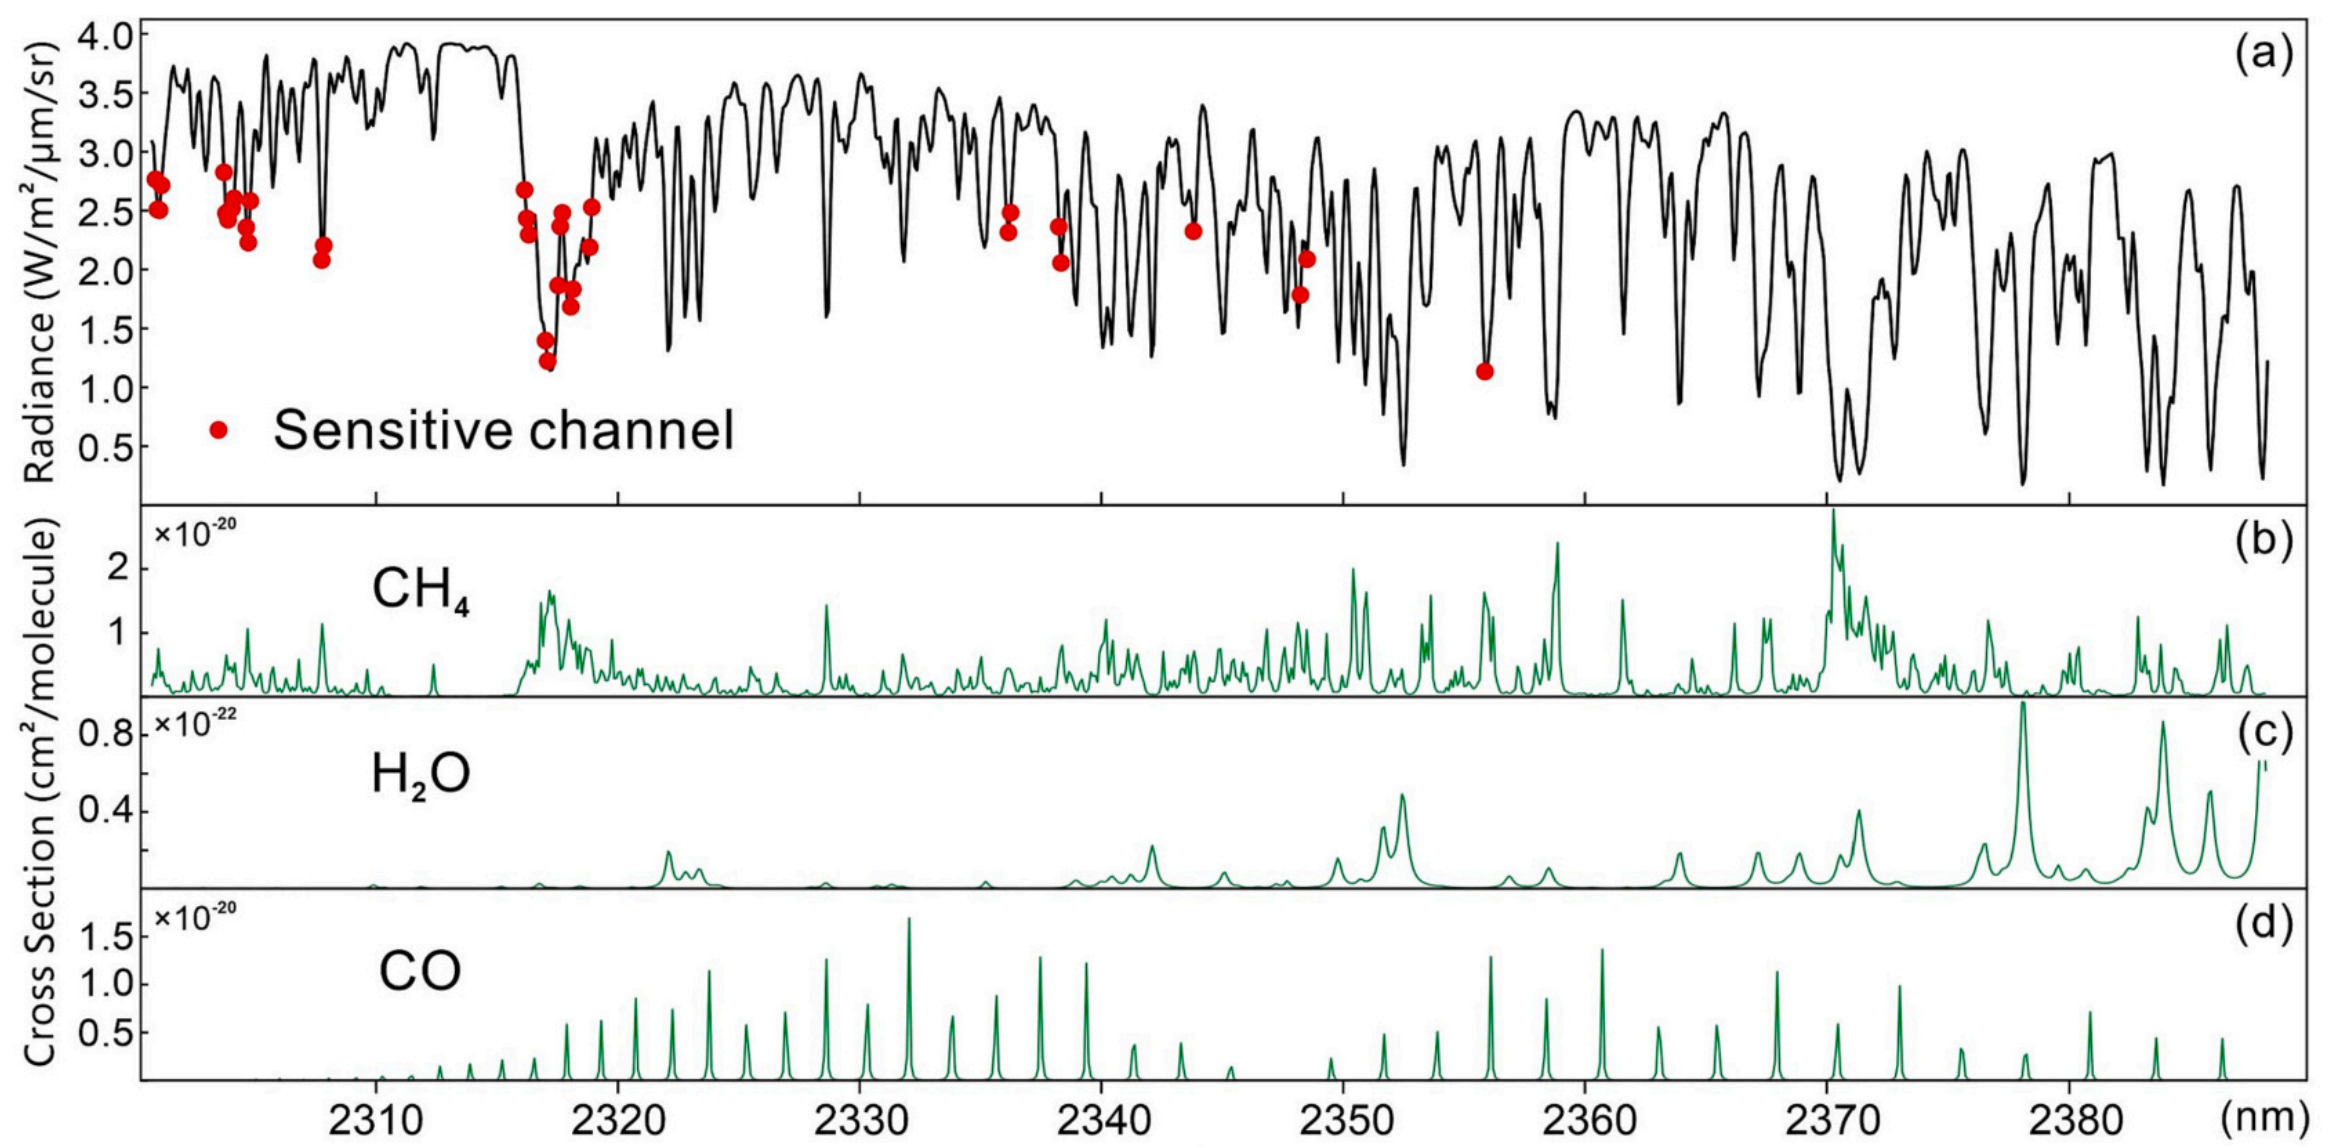 Radiance (W/m²/μm/sr)
4.0
3.5
3.0
2.5
2.0
1.5
1.0
0.5
(a)
Sensitive channel
Cross Section (cm²/molecule)
×10⁻²⁰
(b)
2
1
CH₄
×10⁻²²
(c)
0.8
0.4
H₂O
×10⁻²⁰
(d)
1.5
1.0
0.5
CO
2310 2320 2330 2340 2350 2360 2370 2380 (nm)